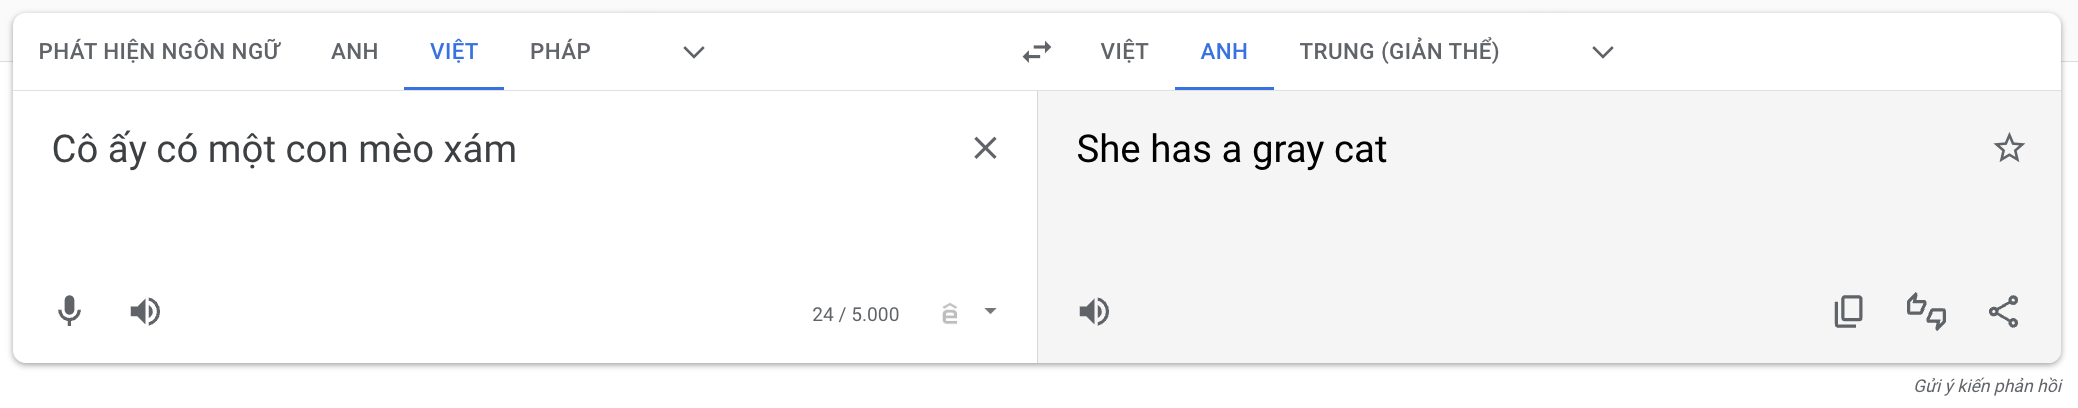 PHÁT HIỆN NGÔN NGỮ ANH VIỆT PHÁP VIỆT ANH TRUNG (GIẢN THỂ)
Cô ấy có một con mèo xám
She has a gray cat
24 / 5.000 ê
Gửi ý kiến phản hồi